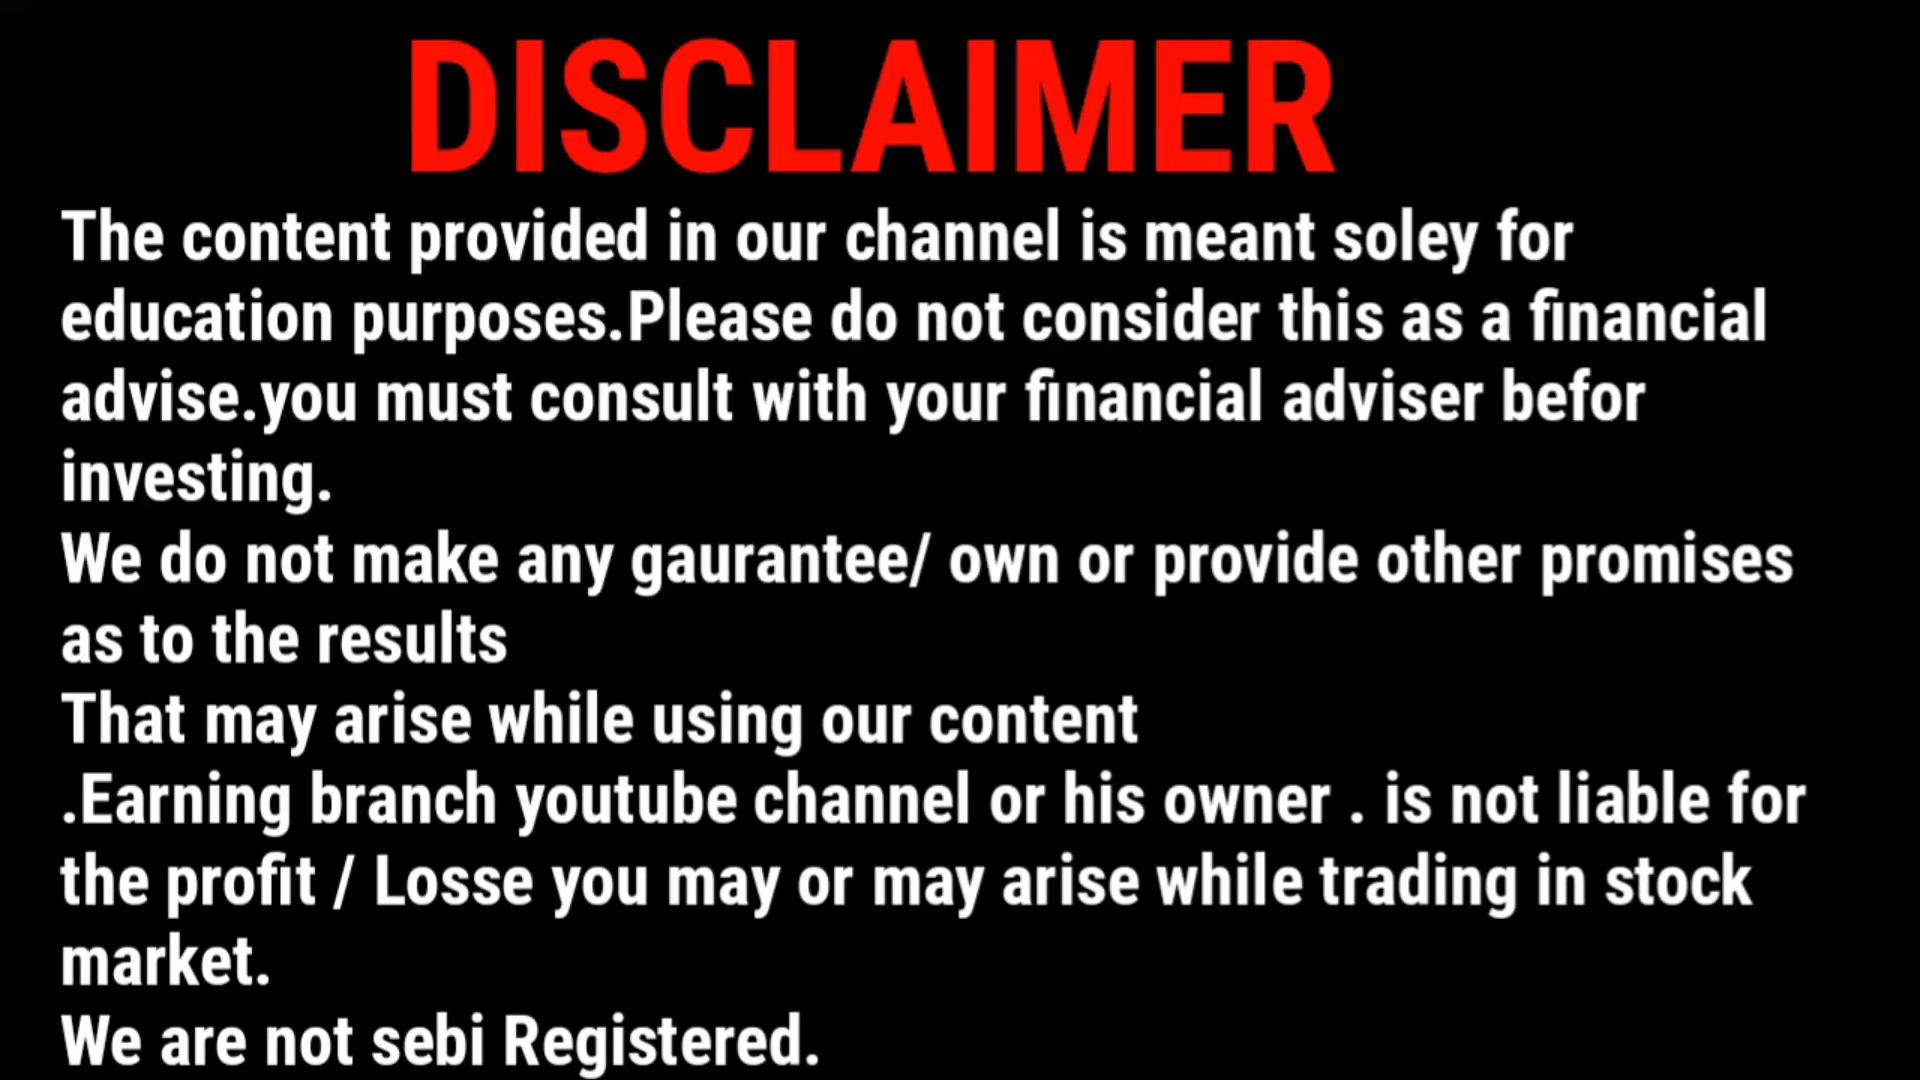 DISCLAIMER
The content provided in our channel is meant soley for
education purposes.Please do not consider this as a financial
advise.you must consult with your financial adviser befor
investing.
We do not make any gaurantee/ own or provide other promises
as to the results
That may arise while using our content
.Earning branch youtube channel or his owner . is not liable for
the profit / Losse you may or may arise while trading in stock
market.
We are not sebi Registered.